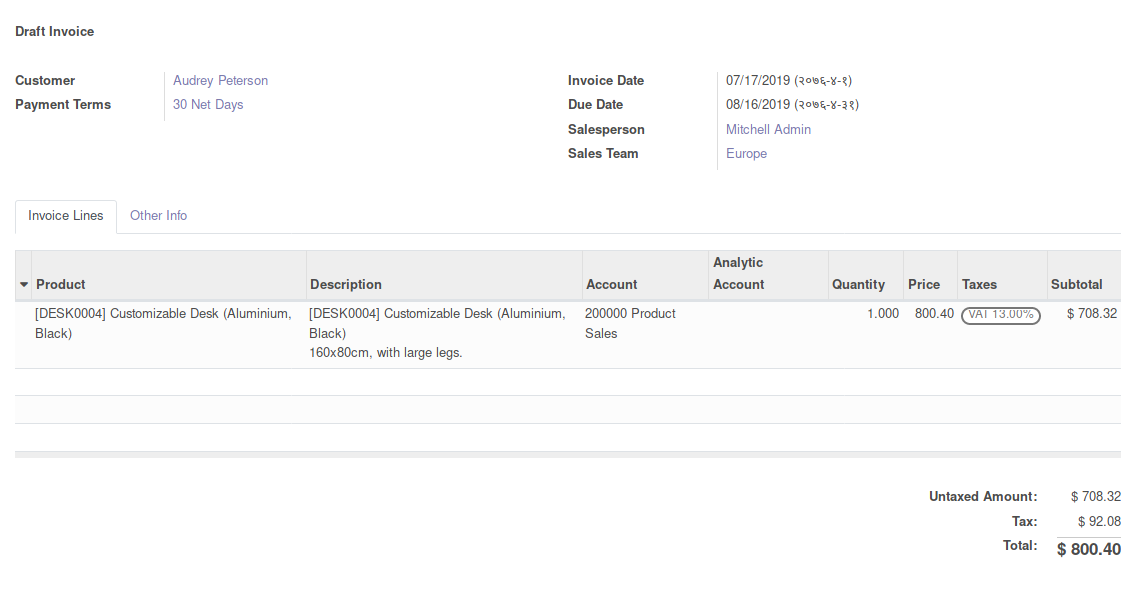 Draft Invoice
Customer Audrey Peterson
Payment Terms 30 Net Days
Invoice Date 07/17/2019 (२०७६-४-१)
Due Date 08/16/2019 (२०७६-४-३१)
Salesperson Mitchell Admin
Sales Team Europe
Invoice Lines Other Info
Product Description Account Analytic Account Quantity Price Taxes Subtotal
[DESK0004] Customizable Desk (Aluminium, [DESK0004] Customizable Desk (Aluminium, 200000 Product 1.000 800.40 VAT 13.00% $ 708.32
Black) Black) Sales
160x80cm, with large legs.
Untaxed Amount: $ 708.32
Tax: $ 92.08
Total: $ 800.40